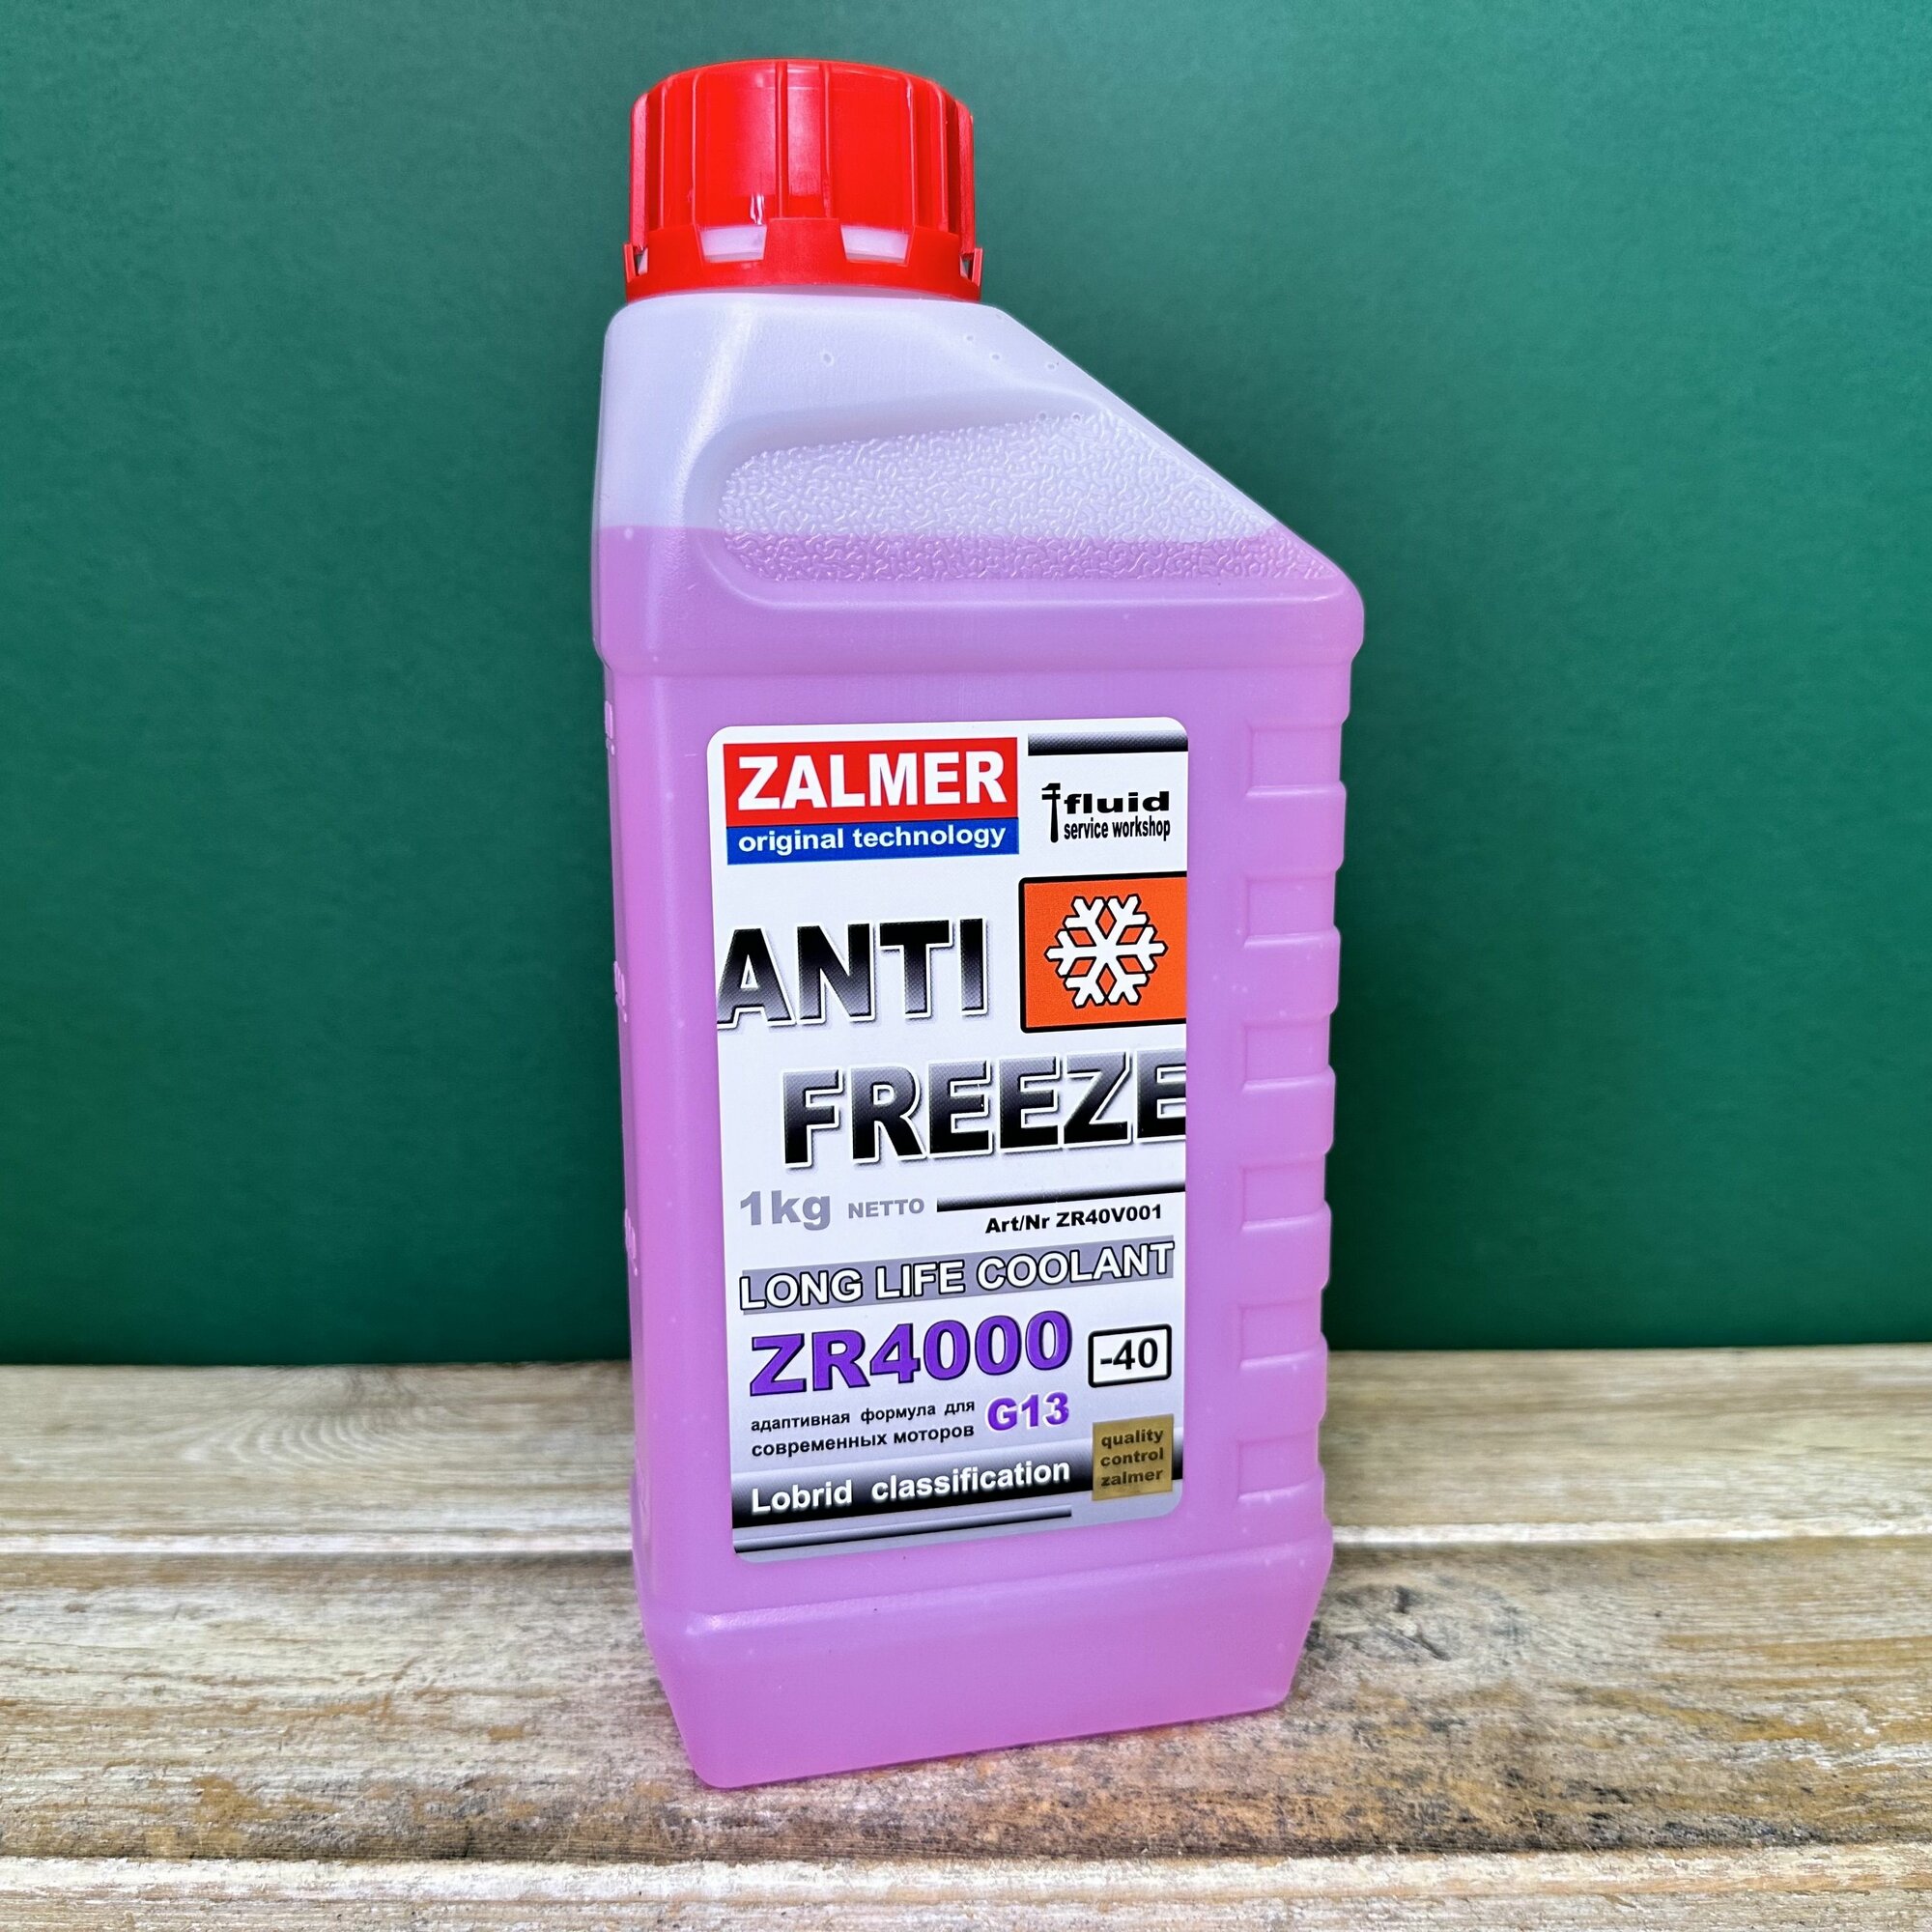 ZALMER
original technology
fluid
service workshop
ANTI
FREEZE
1kg NETTO
Art/Nr ZR40V001
LONG LIFE COOLANT
ZR4000
-40
адаптивная формула для
современных моторов
G13
Lobrid classification
quality
control
zalmer